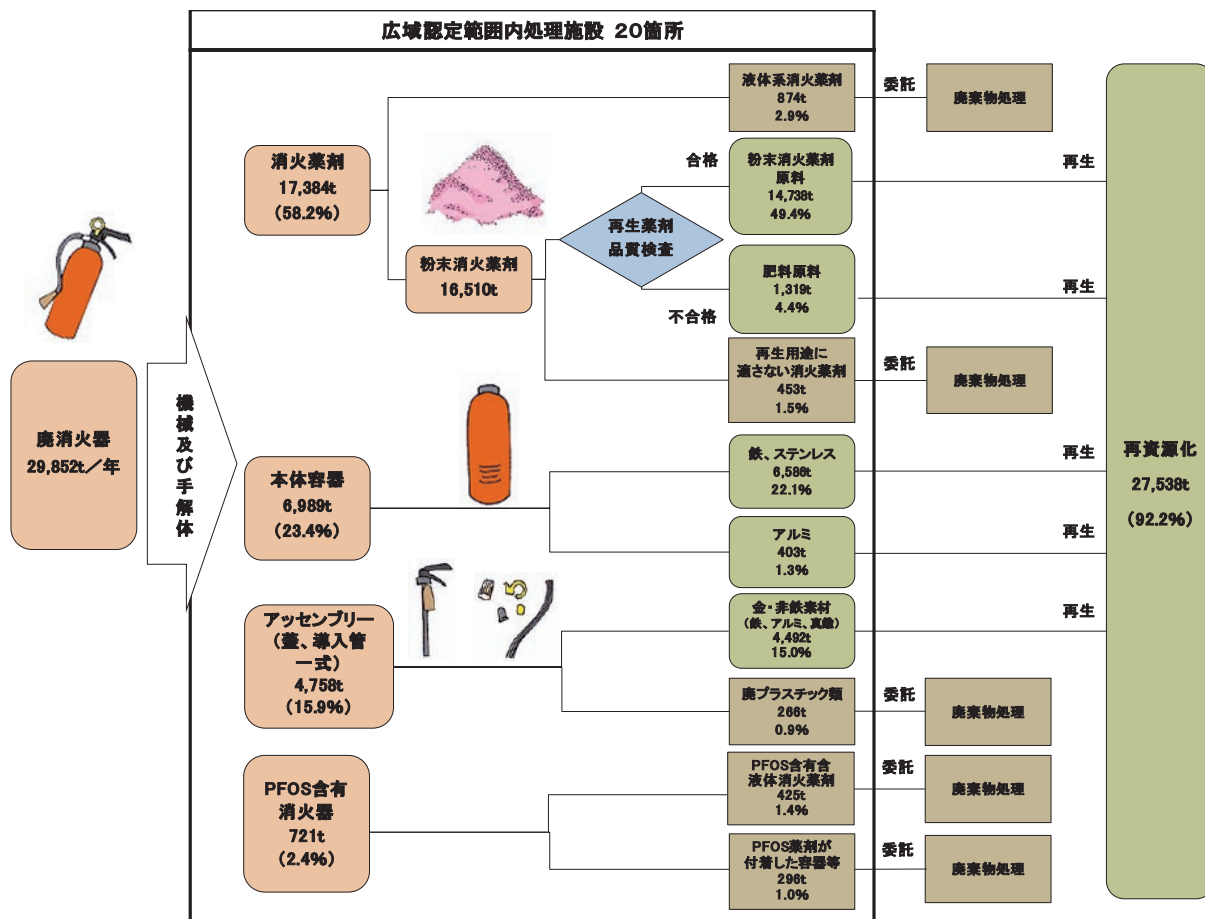 広域認定範囲内処理施設 20箇所
廃消火器
29,852t／年
機械及び手解体
消火薬剤
17,384t
(58.2%)
粉末消火薬剤
16,510t
再生薬剤
品質検査
合格
不合格
液体系消火薬剤
874t
2.9%
委託
廃棄物処理
粉末消火薬剤
原料
14,738t
49.4%
再生
肥料原料
1,319t
4.4%
再生
再生用途に
適さない消火薬剤
453t
1.5%
委託
廃棄物処理
本体容器
6,989t
(23.4%)
鉄、ステンレス
6,586t
22.1%
再生
アルミ
403t
1.3%
再生
アッセンブリー
(蓋、導入管
一式)
4,758t
(15.9%)
金・非鉄素材
(鉄、アルミ、真鍮)
4,492t
15.0%
再生
廃プラスチック類
266t
0.9%
委託
廃棄物処理
PFOS含有
消火器
721t
(2.4%)
PFOS含有含
液体消火薬剤
425t
1.4%
委託
廃棄物処理
PFOS薬剤が
付着した容器等
296t
1.0%
委託
廃棄物処理
再資源化
27,538t
(92.2%)